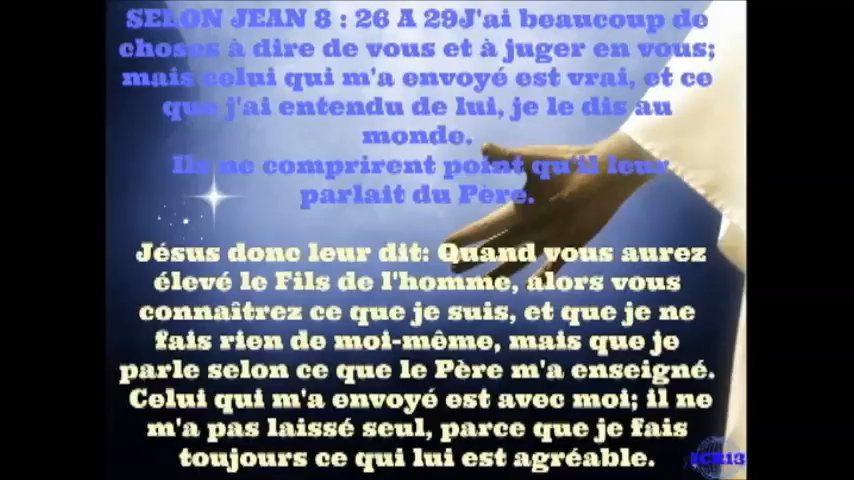 SELON JEAN 8 : 26 A 29J'ai beaucoup de
choses à dire de vous et à juger en vous;
mais celui qui m'a envoyé est vrai, et ce
que j'ai entendu de lui, je le dis au
monde.
Ils ne comprirent point qu'il leur
parlait du Père.
Jésus donc leur dit: Quand vous aurez
élevé le Fils de l'homme, alors vous
connaîtrez ce que je suis, et que je ne
fais rien de moi-même, mais que je
parle selon ce que le Père m'a enseigné.
Celui qui m'a envoyé est avec moi; il ne
m'a pas laissé seul, parce que je fais
toujours ce qui lui est agréable.